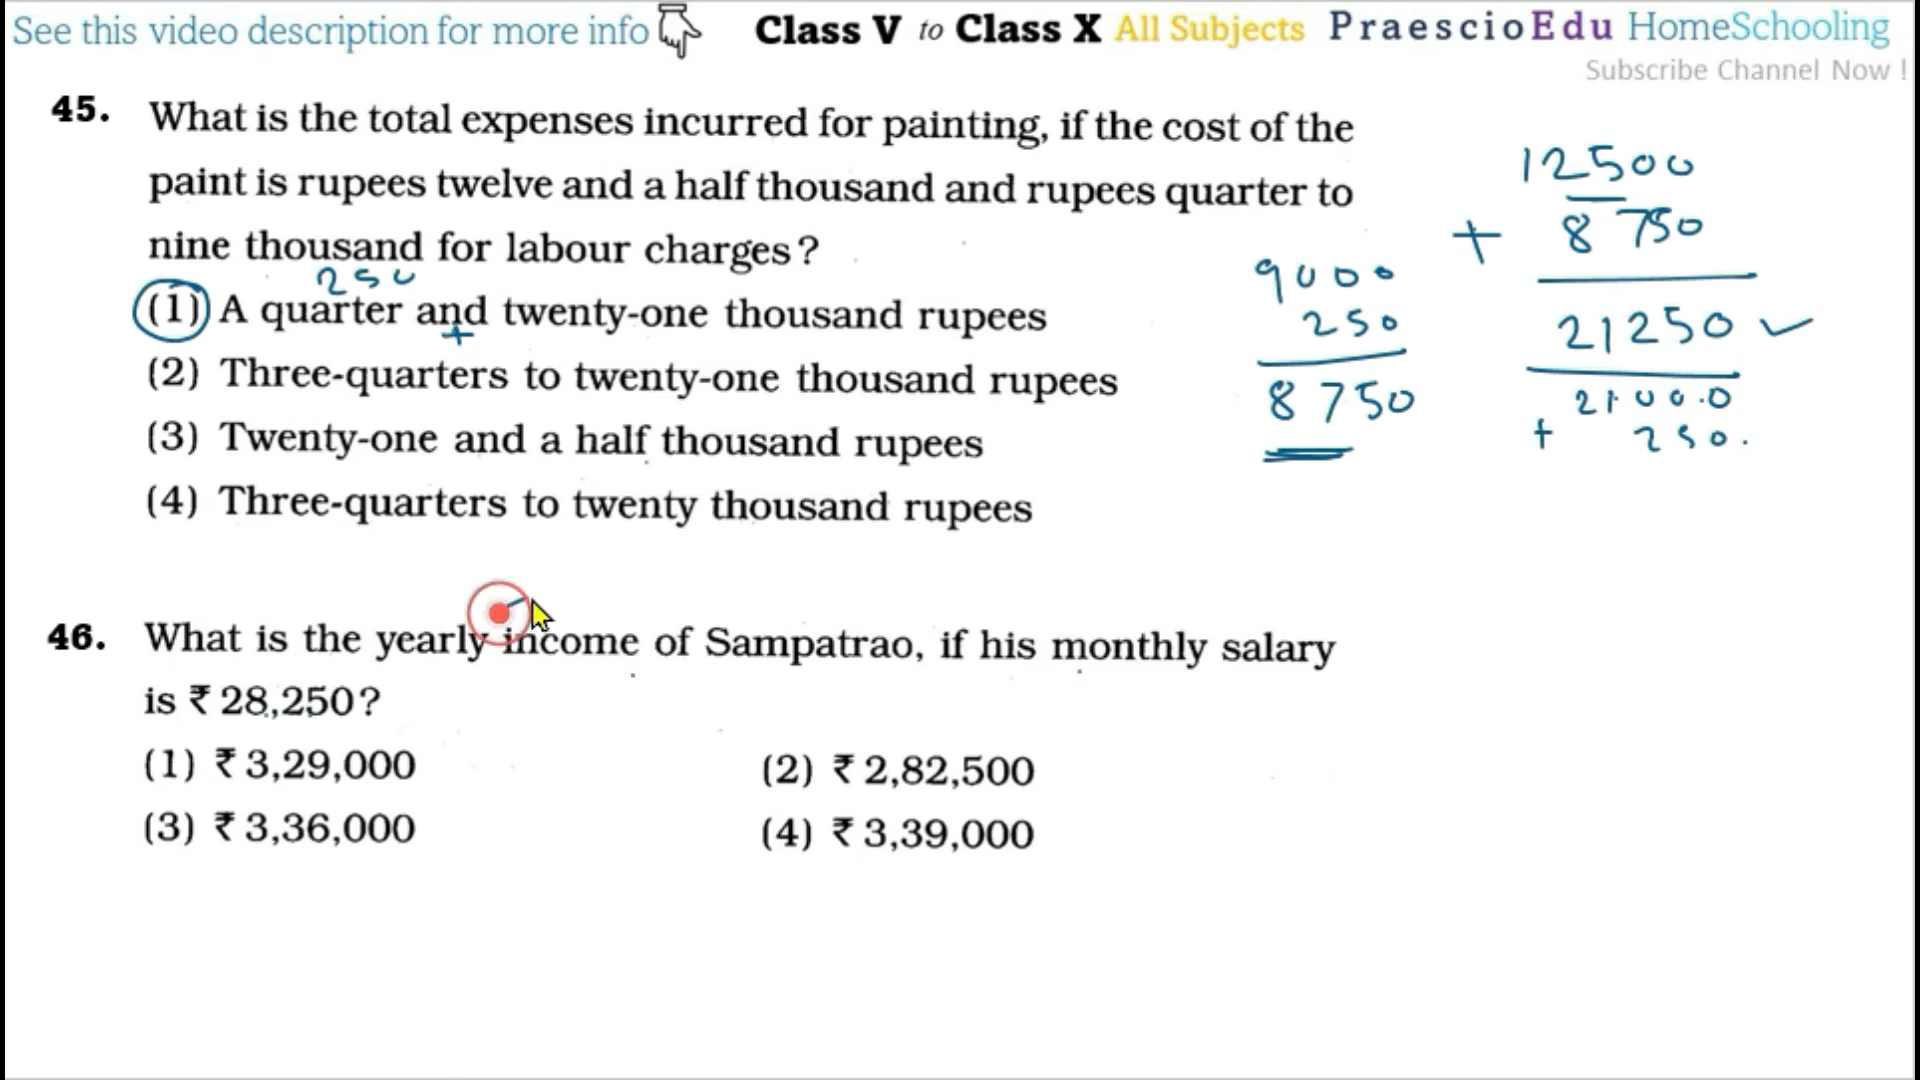 See this video description for more info Class V to Class X All Subjects PraescioEdu HomeSchooling
Subscribe Channel Now !
45. What is the total expenses incurred for painting, if the cost of the
paint is rupees twelve and a half thousand and rupees quarter to
nine thousand for labour charges?
250
(1) A quarter and twenty-one thousand rupees
+
(2) Three-quarters to twenty-one thousand rupees
(3) Twenty-one and a half thousand rupees
(4) Three-quarters to twenty thousand rupees
9000
250
8750
12500
+ 8750
21250 ✓
21000
+ 250.
46. What is the yearly income of Sampatrao, if his monthly salary
is ₹ 28,250?
(1) ₹ 3,29,000 (2) ₹ 2,82,500
(3) ₹ 3,36,000 (4) ₹ 3,39,000